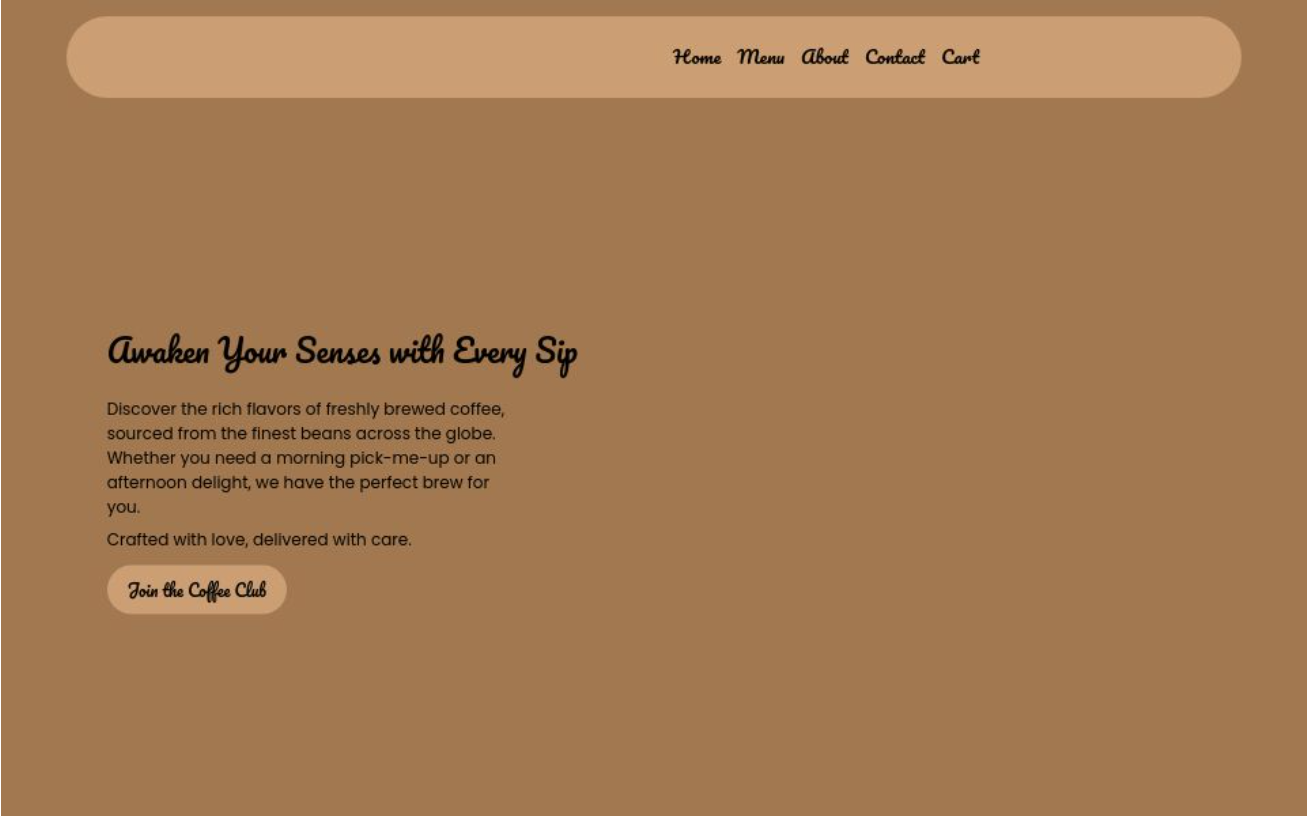 Home Menu About Contact Cart
Awaken Your Senses with Every Sip
Discover the rich flavors of freshly brewed coffee,
sourced from the finest beans across the globe.
Whether you need a morning pick-me-up or an
afternoon delight, we have the perfect brew for
you.
Crafted with love, delivered with care.
Join the Coffee Club